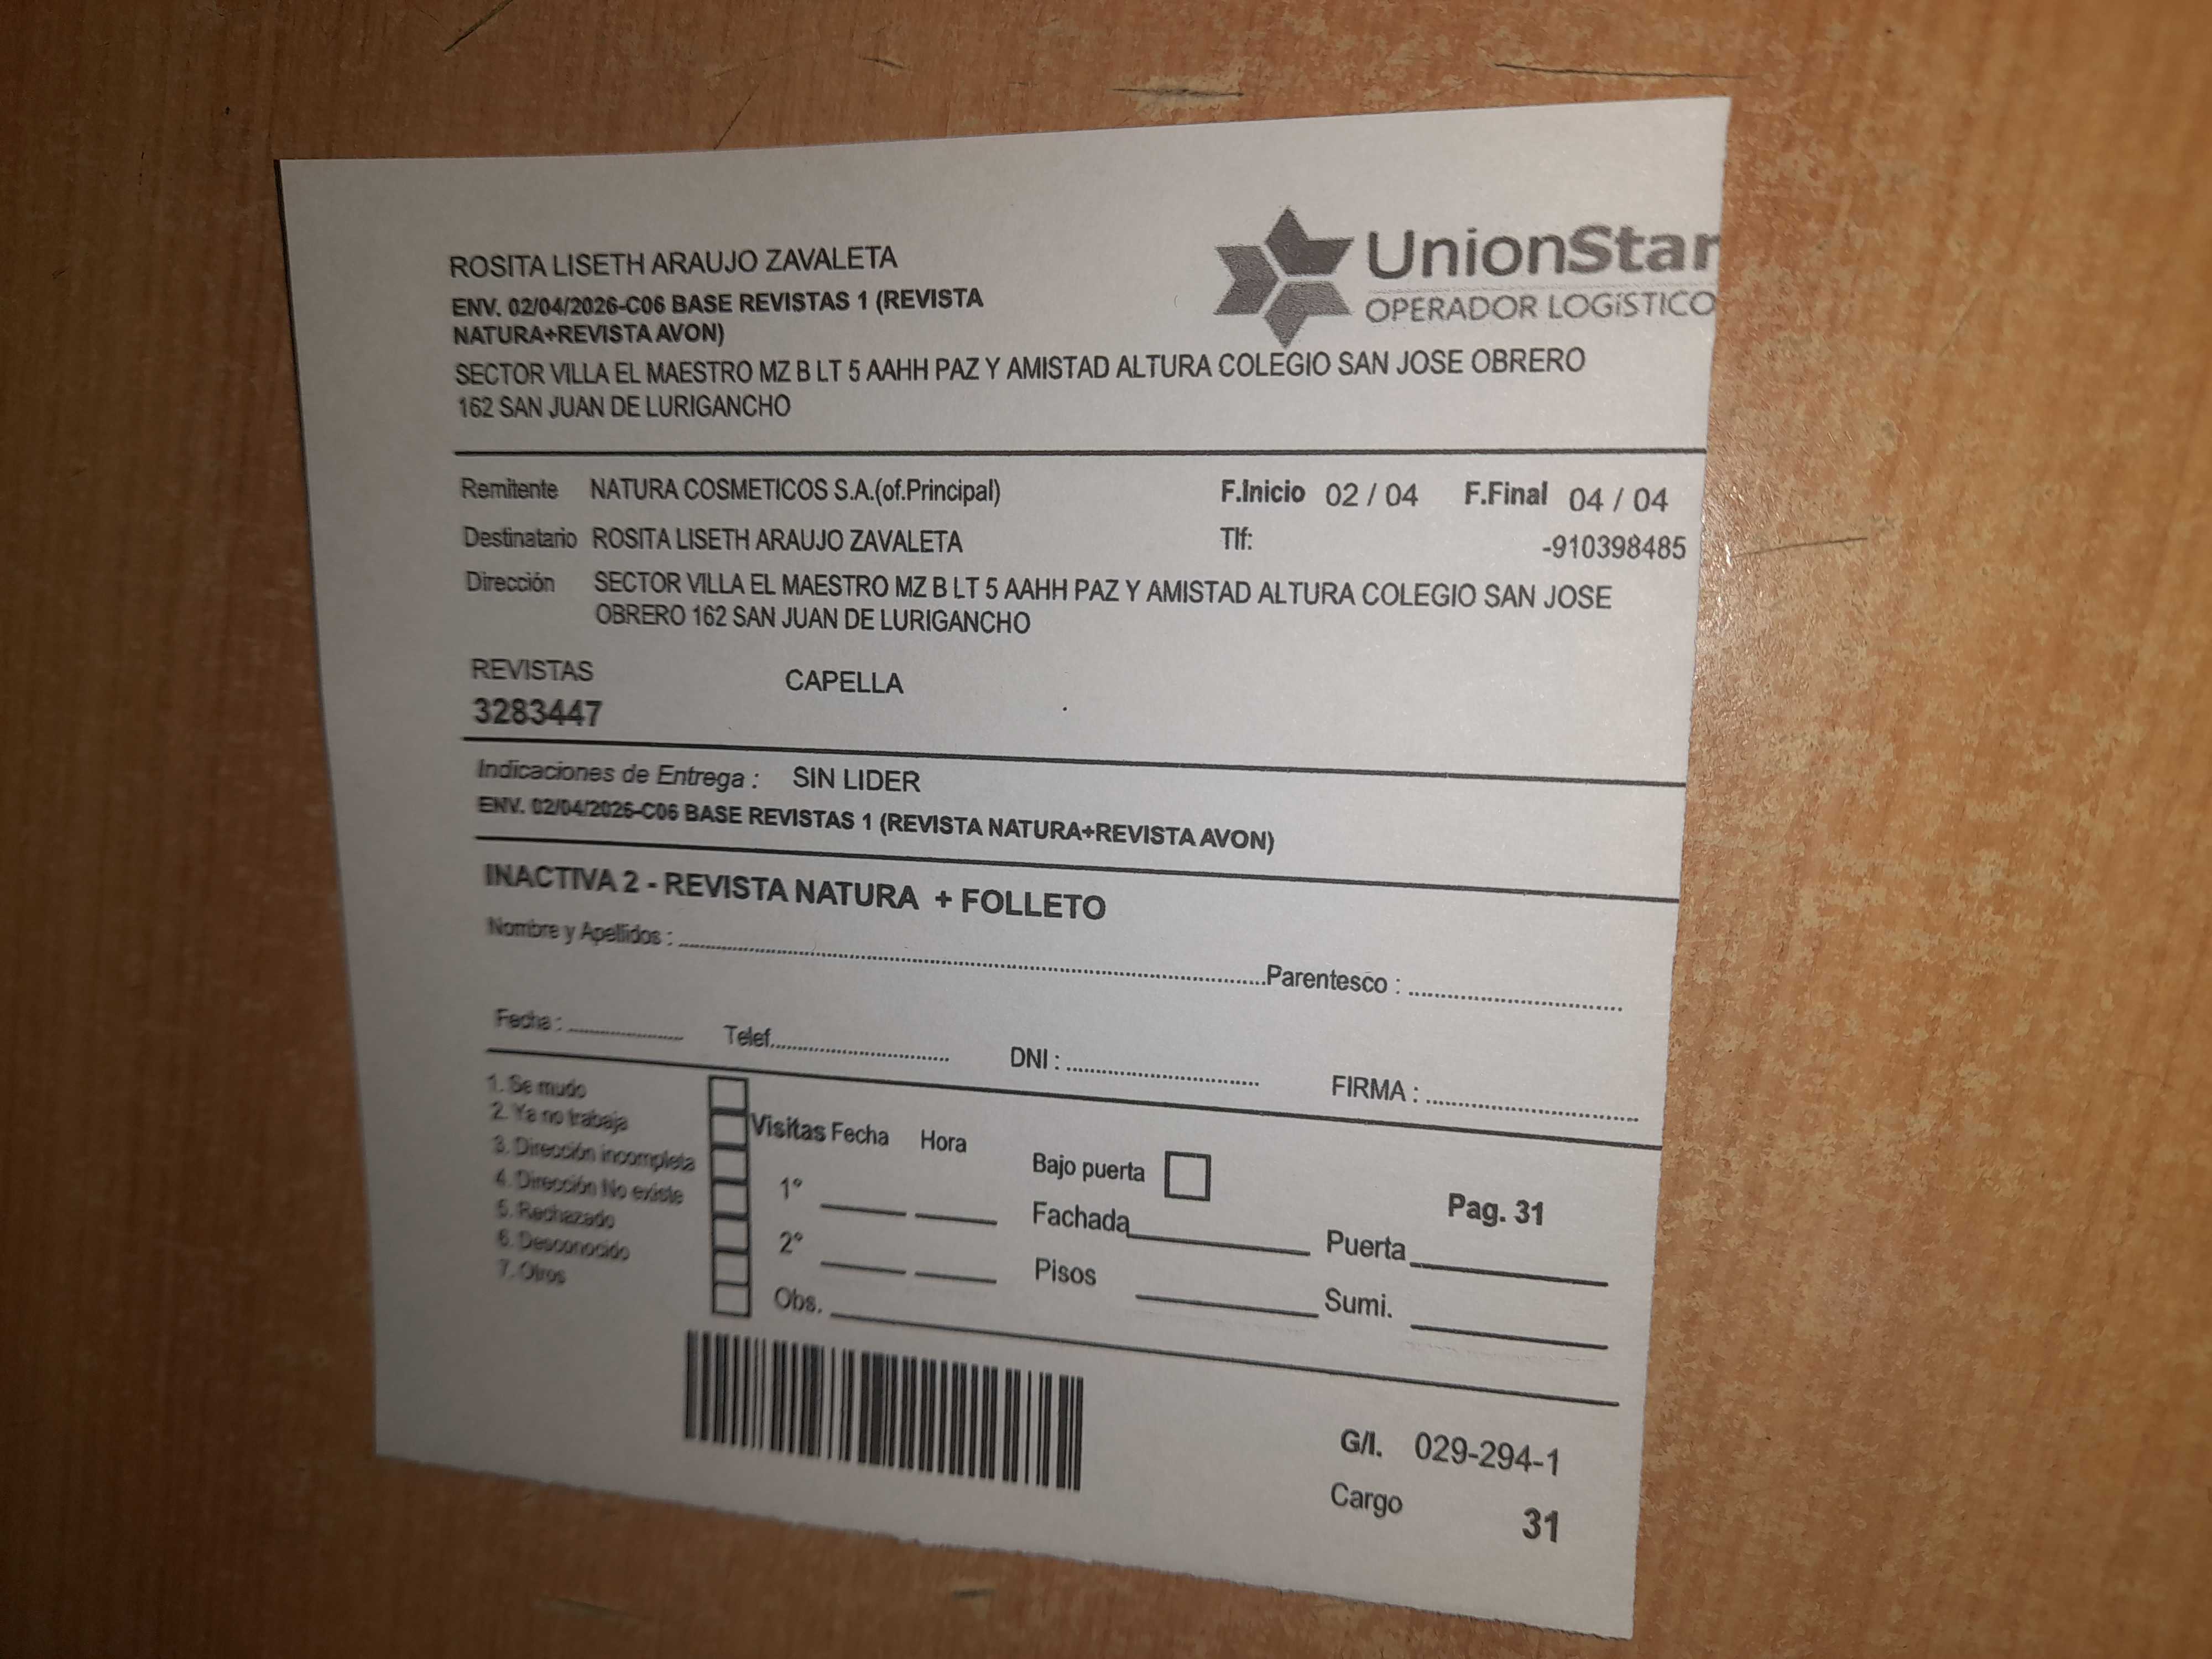 ROSITA LISETH ARAUJO ZAVALETA
UnionStar
OPERADOR LOGíSTICO
ENV. 02/04/2026-C06 BASE REVISTAS 1 (REVISTA
NATURA+REVISTA AVON)
SECTOR VILLA EL MAESTRO MZ B LT 5 AAHH PAZ Y AMISTAD ALTURA COLEGIO SAN JOSE OBRERO
162 SAN JUAN DE LURIGANCHO
Remitente NATURA COSMETICOS S.A.(of.Principal) F.Inicio 02 / 04 F.Final 04 / 04
Destinatario ROSITA LISETH ARAUJO ZAVALETA Tlf: -910398485
Dirección SECTOR VILLA EL MAESTRO MZ B LT 5 AAHH PAZ Y AMISTAD ALTURA COLEGIO SAN JOSE
OBRERO 162 SAN JUAN DE LURIGANCHO
REVISTAS CAPELLA
3283447
Indicaciones de Entrega : SIN LIDER
ENV. 02/04/2026-C06 BASE REVISTAS 1 (REVISTA NATURA+REVISTA AVON)
INACTIVA 2 - REVISTA NATURA + FOLLETO
Nombre y Apellidos : Parentesco :
Fecha : Telef. DNI : FIRMA :
1. Se mudo
2. Ya no trabaja
3. Dirección incompleta
4. Dirección No existe
5. Rechazado
6. Desconocido
7. Otros
Visitas Fecha Hora
1°
2°
Obs.
Bajo puerta
Fachada
Pisos
Pag. 31
Puerta
Sumi.
G/I. 029-294-1
Cargo 31